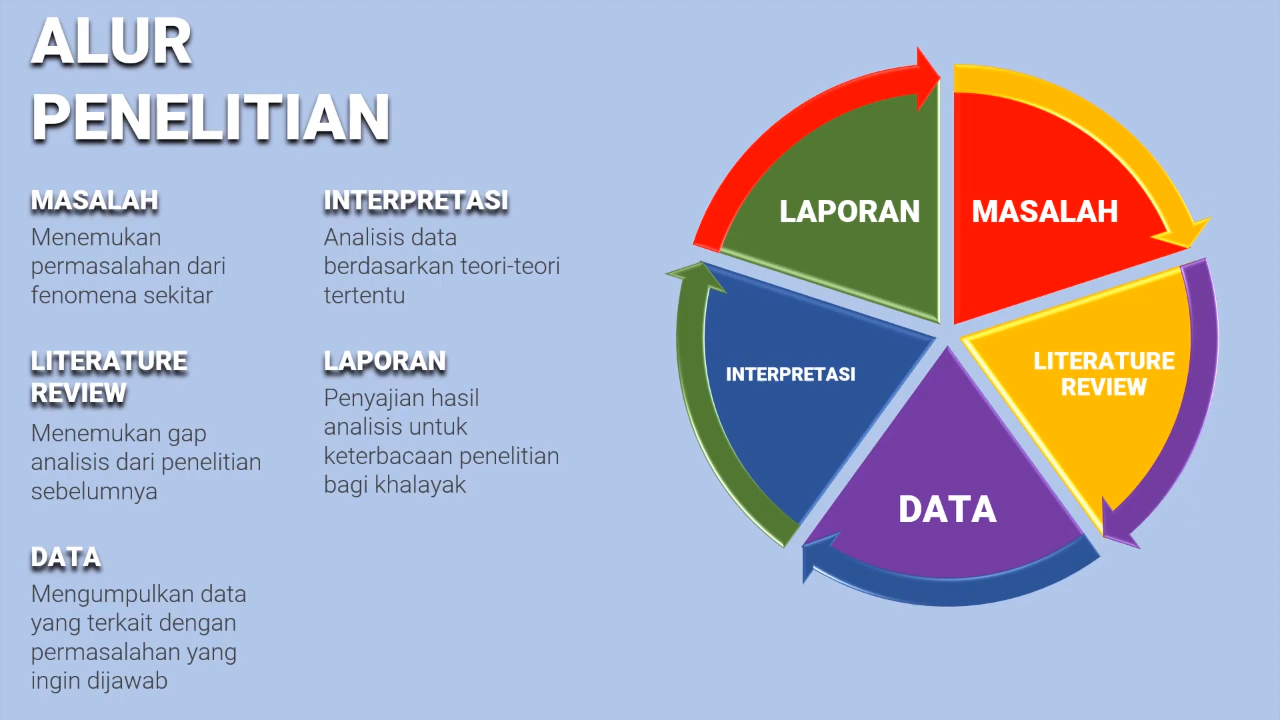 ALUR
PENELITIAN
MASALAH
Menemukan
permasalahan dari
fenomena sekitar
LITERATURE
REVIEW
Menemukan gap
analisis dari penelitian
sebelumnya
DATA
Mengumpulkan data
yang terkait dengan
permasalahan yang
ingin dijawab
INTERPRETASI
Analisis data
berdasarkan teori-teori
tertentu
LAPORAN
Penyajian hasil
analisis untuk
keterbacaan penelitian
bagi khalayak
LAPORAN
MASALAH
INTERPRETASI
LITERATURE
REVIEW
DATA